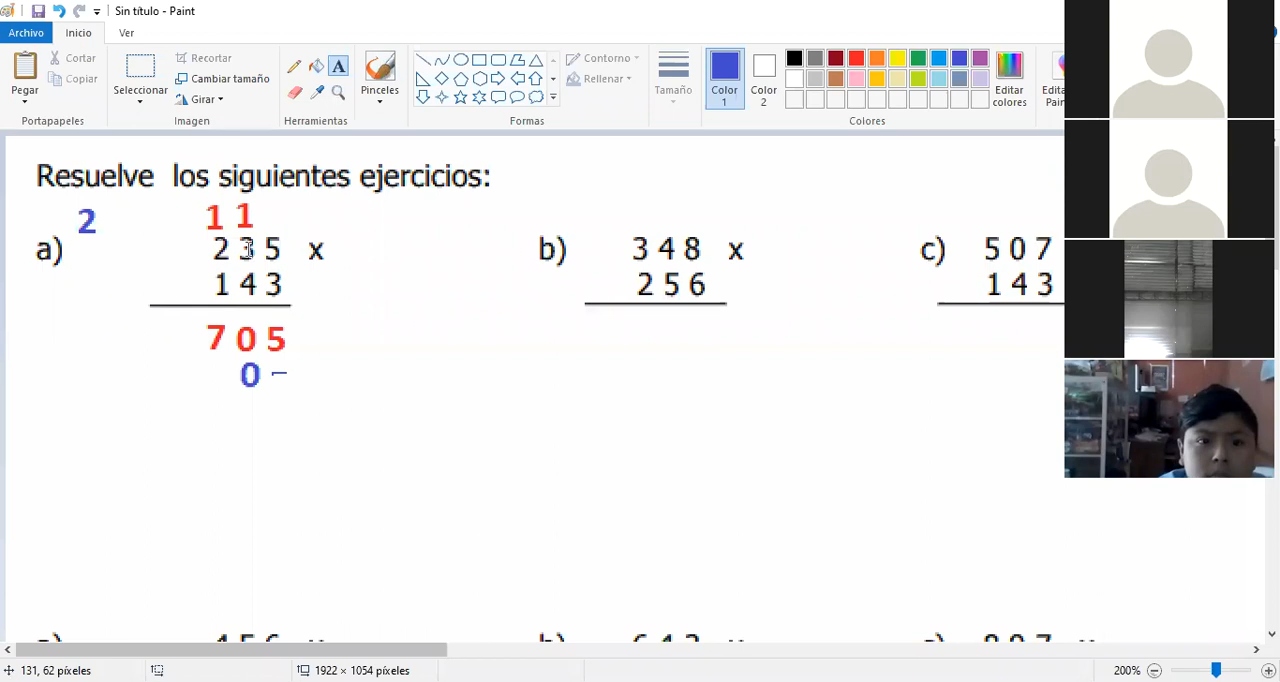 Sin título - Paint
Archivo Inicio Ver
Cortar Recortar Contorno
Copiar Cambiar tamaño Rellenar
Pegar Seleccionar Girar Pinceles Tamaño Color 1 Color 2 Editar colores
Portapapeles Imagen Herramientas Formas Colores
Resuelve los siguientes ejercicios:
2 1 1
a) 2 3 5 x b) 3 4 8 x c) 5 0 7
1 4 3 2 5 6 1 4 3
7 0 5
0 –
131, 62 píxeles 1922 × 1054 píxeles 200%